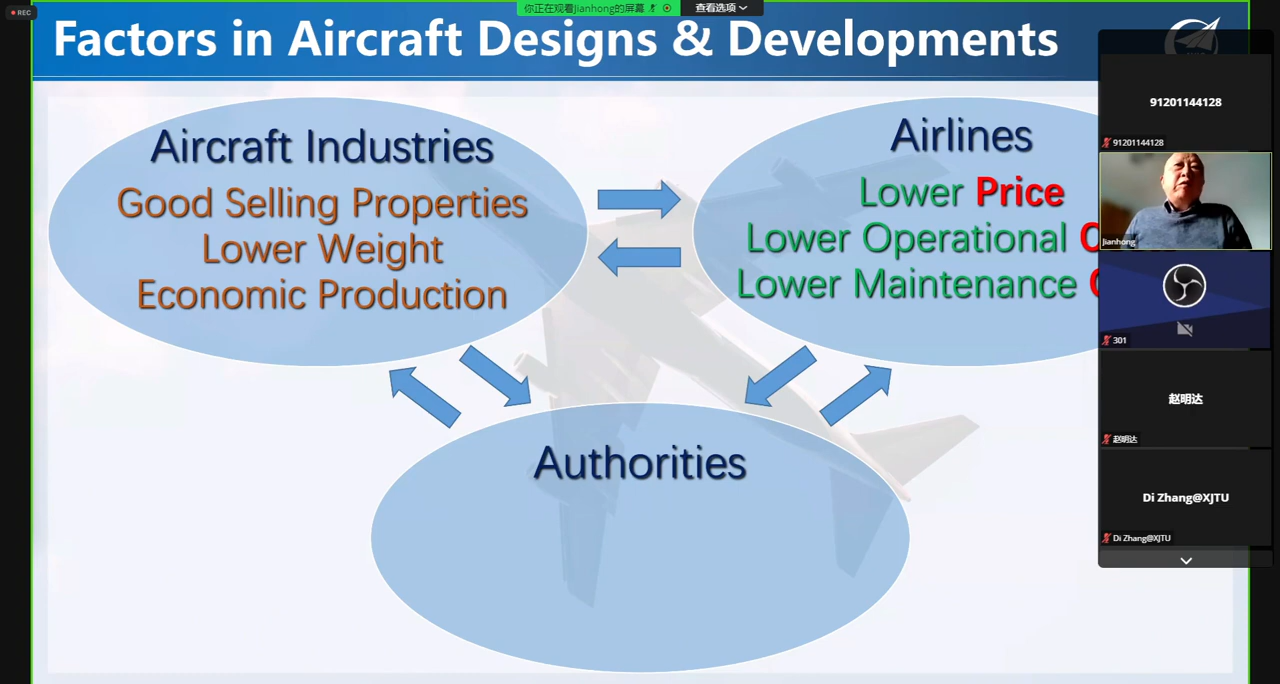 REC
你正在观看Jianhong的屏幕
查看选项
Factors in Aircraft Designs & Developments
Aircraft Industries
Good Selling Properties
Lower Weight
Economic Production
Airlines
Lower Price
Lower Operational
Lower Maintenance
Authorities
91201144128
91201144128
Jianhong
301
赵明达
赵明达
Di Zhang@XJTU
Di Zhang@XJTU